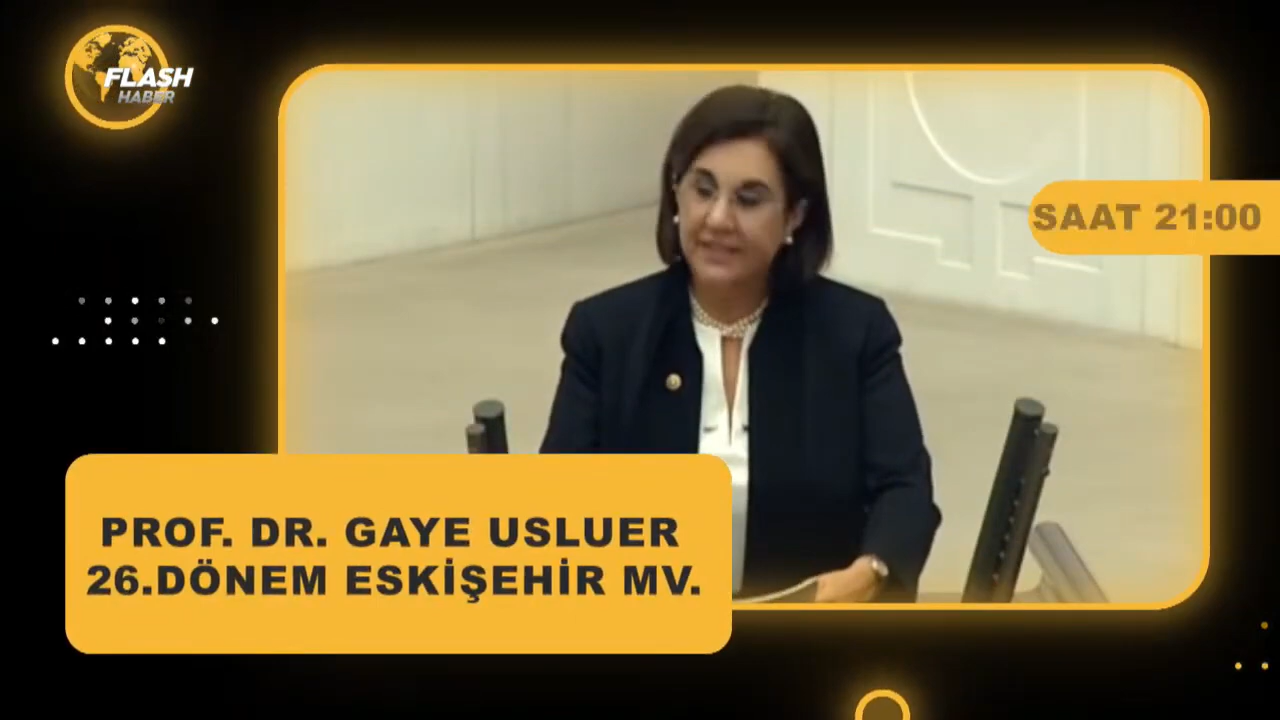 FLASH
HABER
SAAT 21:00
PROF. DR. GAYE USLUER
26.DÖNEM ESKİŞEHİR MV.